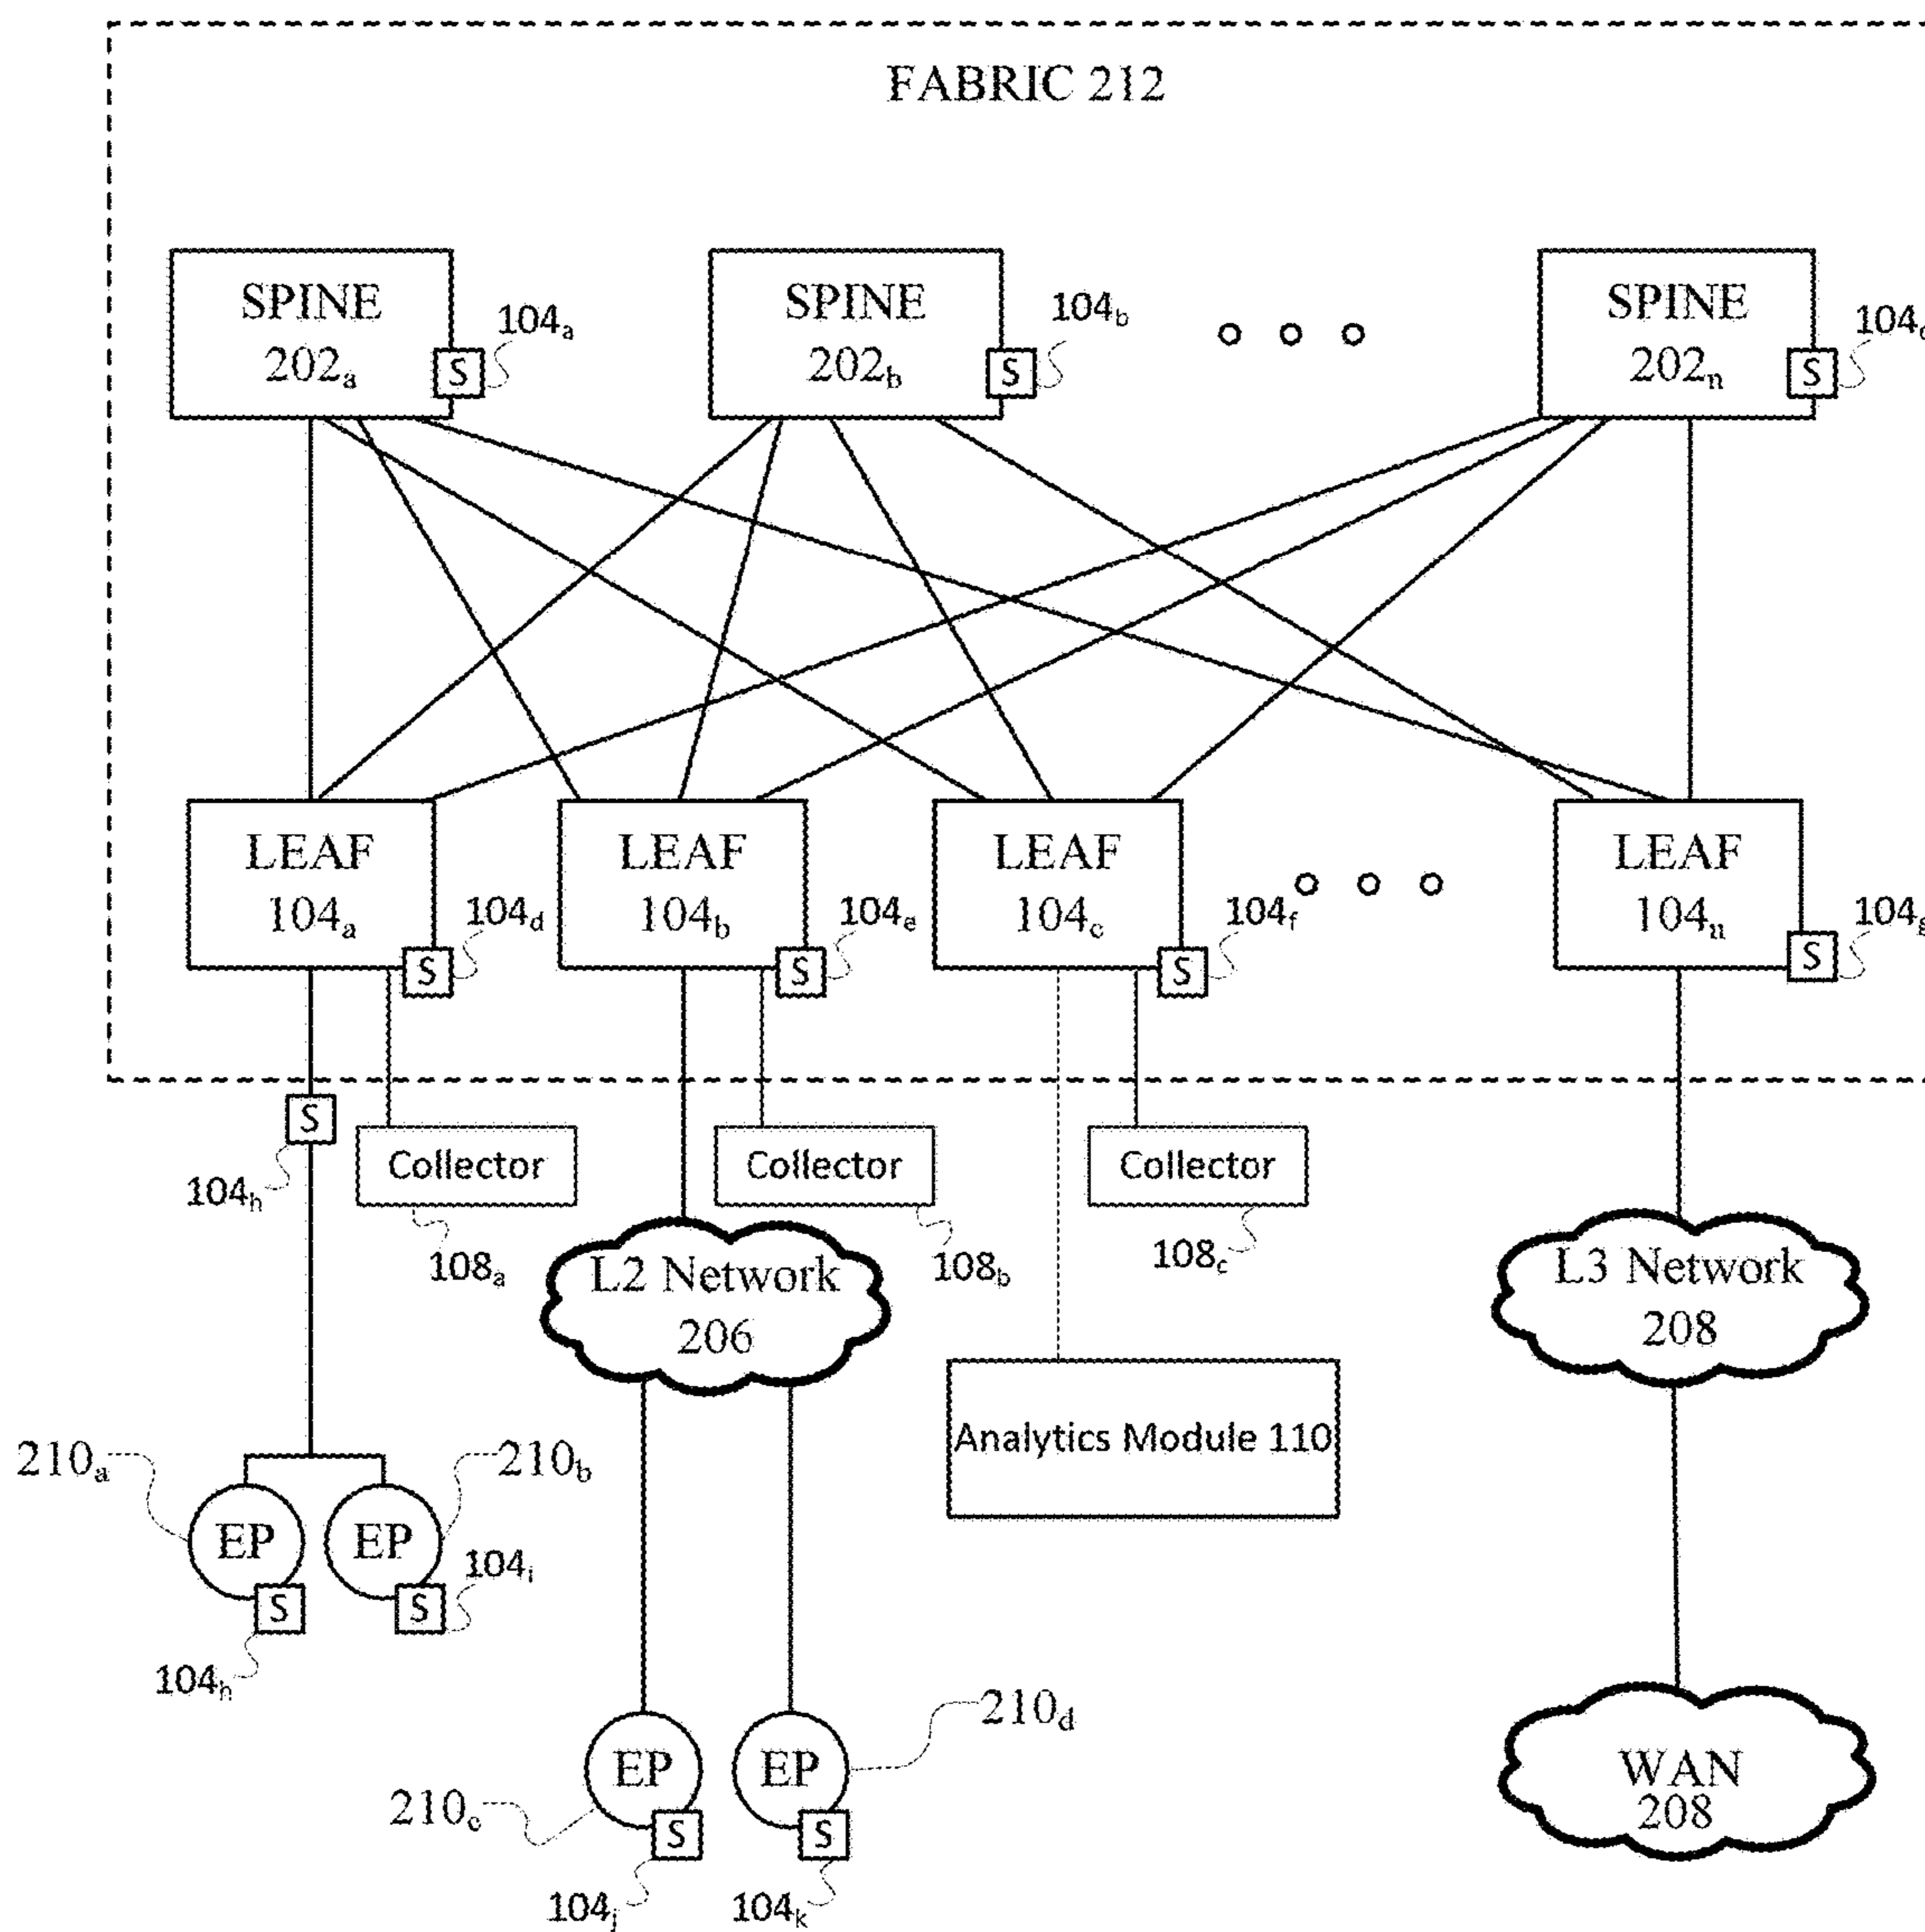 FABRIC 212
SPINE
202a
S
104a
SPINE
202b
S
104b
SPINE
202n
S
104c
LEAF
104a
S
104d
LEAF
104b
S
104e
LEAF
104c
S
104f
LEAF
104n
S
104g
S
104h
Collector
108a
Collector
108b
Collector
108c
L2 Network
206
L3 Network
208
Analytics Module 110
210a
EP
S
104h
210b
EP
S
104i
210c
EP
S
104j
210d
EP
S
104k
WAN
208